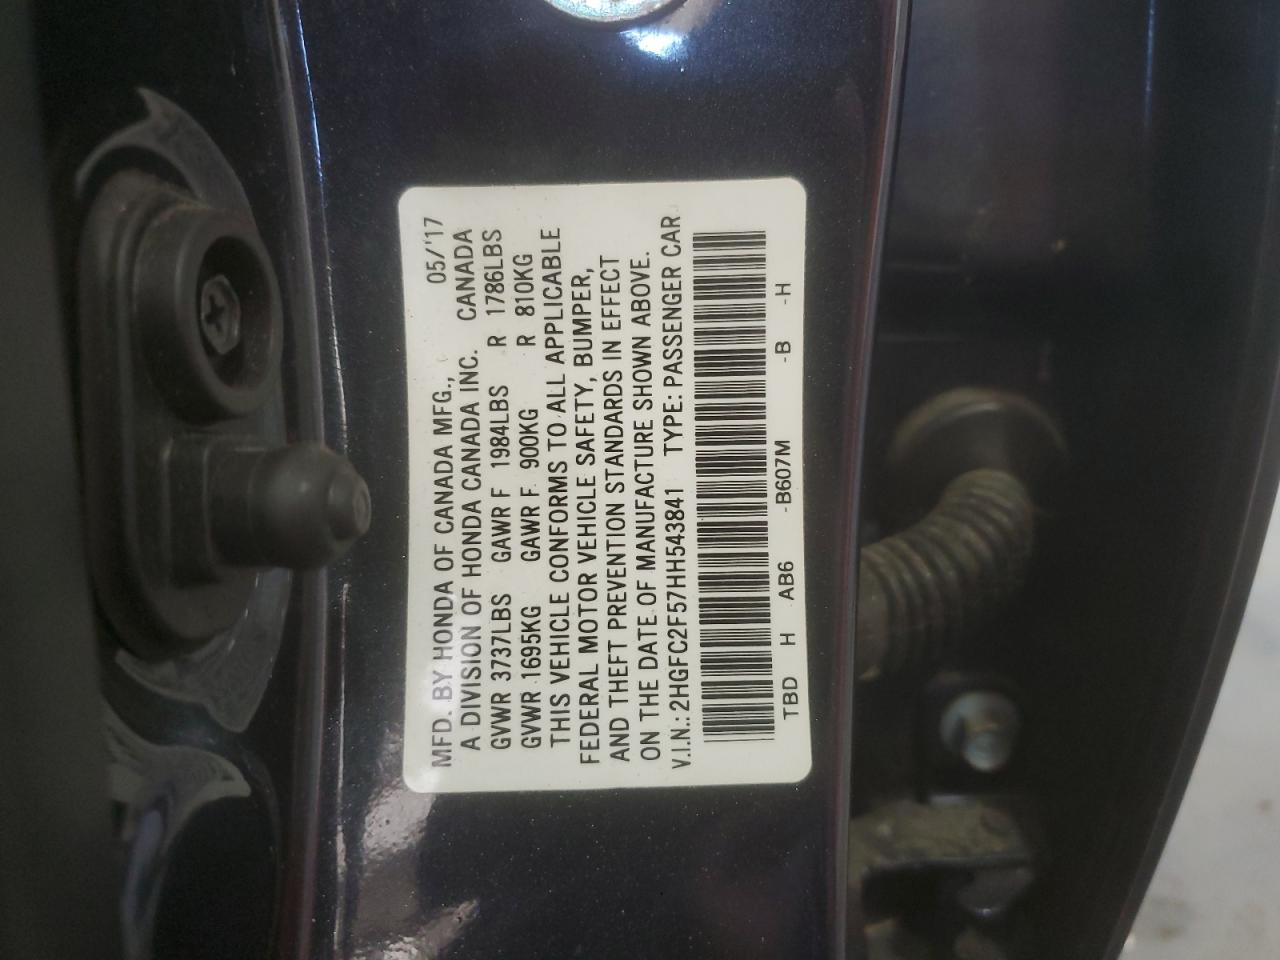 MFD. BY HONDA OF CANADA MFG., 05/'17
A DIVISION OF HONDA CANADA INC. CANADA
GVWR 3737LBS GAWR F 1984LBS R 1786LBS
GVWR 1695KG GAWR F 900KG R 810KG
THIS VEHICLE CONFORMS TO ALL APPLICABLE
FEDERAL MOTOR VEHICLE SAFETY, BUMPER,
AND THEFT PREVENTION STANDARDS IN EFFECT
ON THE DATE OF MANUFACTURE SHOWN ABOVE.
V.I.N.: 2HGFC2F57HH543841 TYPE: PASSENGER CAR
TBD H AB6 -B607M -B -H